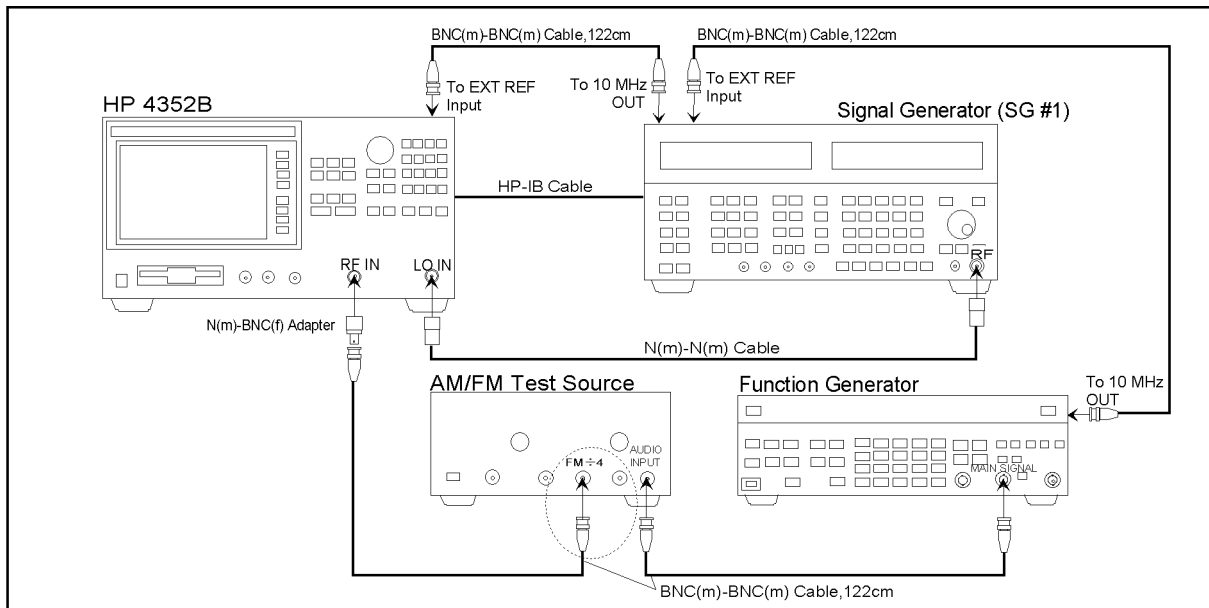 BNC(m)-BNC(m) Cable,122cm
BNC(m)-BNC(m) Cable,122cm
To EXT REF
Input
To 10 MHz
OUT
To EXT REF
Input
HP 4352B
Signal Generator (SG #1)
HP-IB Cable
RF IN
LO IN
RF
N(m)-BNC(f) Adapter
N(m)-N(m) Cable
AM/FM Test Source
Function Generator
To 10 MHz
OUT
FM÷4
AUDIO
INPUT
MAIN SIGNAL
BNC(m)-BNC(m) Cable,122cm